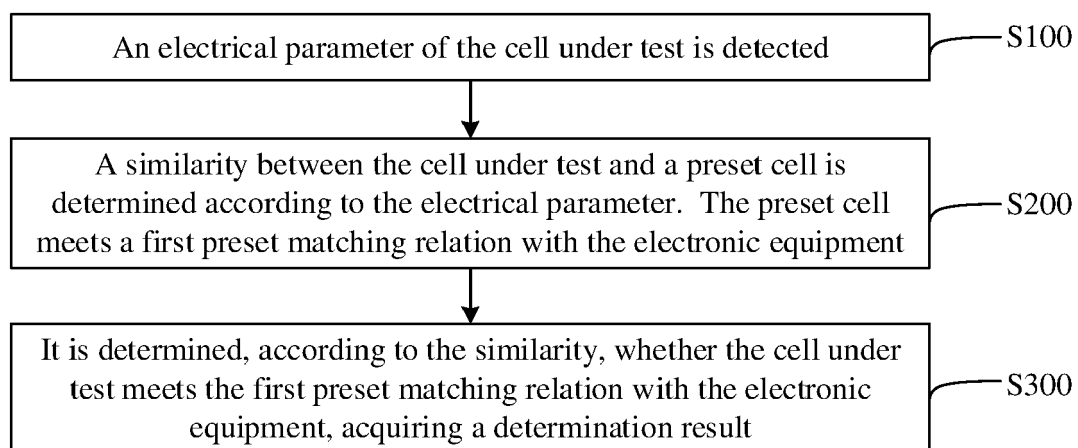 An electrical parameter of the cell under test is detected
S100
A similarity between the cell under test and a preset cell is
determined according to the electrical parameter. The preset cell
meets a first preset matching relation with the electronic equipment
S200
It is determined, according to the similarity, whether the cell under
test meets the first preset matching relation with the electronic
equipment, acquiring a determination result
S300